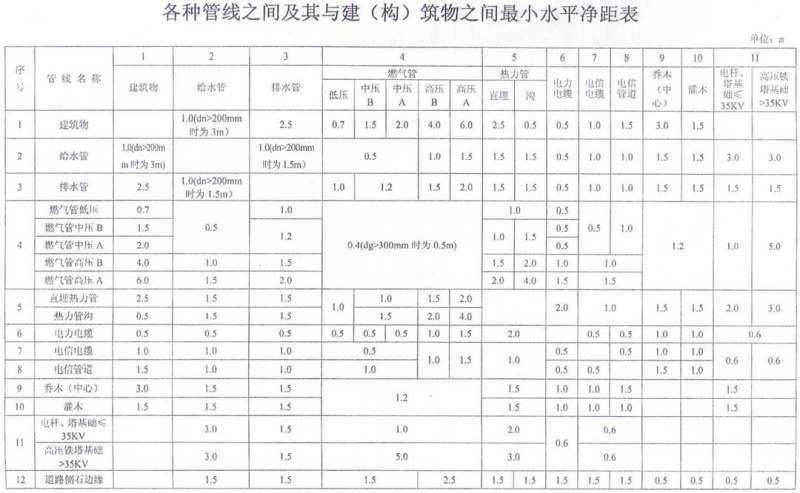 各种管线之间及其与建（构）筑物之间最小水平净距表
单位：m
序号 管线名称 1 2 3 4 5 6 7 8 9 10 11
建筑物 给水管 排水管 燃气管 热力管 电力电缆 电信电缆 电信管道 乔木（中心） 灌木 电杆、塔基础≤35KV 高压铁塔基础>35KV
低压 中压B 中压A 高压B 高压A 直埋 沟
1 建筑物 1.0(dn>200mm时为3m） 2.5 0.7 1.5 2.0 4.0 6.0 2.5 0.5 0.5 1.0 1.5 3.0 1.5
2 给水管 1.0(dn>200mm时为3m) 1.0(dn>200mm时为1.5m） 0.5 1.0 1.5 1.5 1.5 0.5 1.0 1.0 1.5 1.5 3.0 3.0
3 排水管 2.5 1.0(dn>200mm时为1.5m） 1.0 1.2 1.5 2.0 1.5 1.5 0.5 1.0 1.0 1.5 1.5 1.5 1.5
4 燃气管低压 0.7 0.5 1.0 0.4(dg>300mm时为0.5m) 1.0 0.5 0.5 1.0 1.2 1.0 5.0
燃气管中压B 1.5 1.2 1.0 1.5 0.5
燃气管中压A 2.0 0.5
燃气管高压B 4.0 1.0 1.5 1.5 2.0 1.0 1.0
燃气管高压A 6.0 1.5 2.0 2.0 4.0 1.5 1.5
5 直埋热力管 2.5 1.5 1.5 1.0 1.0 1.5 2.0 2.0 1.0 1.5 1.5 2.0 3.0
热力管沟 0.5 1.5 1.5 1.5 2.0 4.0
6 电力电缆 0.5 0.5 0.5 0.5 0.5 0.5 1.0 1.5 2.0 0.5 0.5 1.0 1.0 0.6
7 电信电缆 1.0 1.0 1.0 0.5 1.0 1.5 1.0 0.5 0.5 1.0 1.0 0.6 0.6
8 电信管道 1.5 1.0 1.0 1.0 0.5 0.5 1.5 1.0
9 乔木（中心） 3.0 1.5 1.5 1.2 1.5 1.0 1.0 1.5 1.5
10 灌木 1.5 1.5 1.5 1.5 1.0 1.0 1.0 1.5
11 电杆、塔基础≤35KV 3.0 1.5 1.0 2.0 0.6 0.6
高压铁塔基础>35KV 3.0 1.5 5.0 3.0 0.6
12 道路侧石边缘 1.5 1.5 1.5 2.5 1.5 1.5 1.5 1.5 1.5 0.5 0.5 0.5 0.5